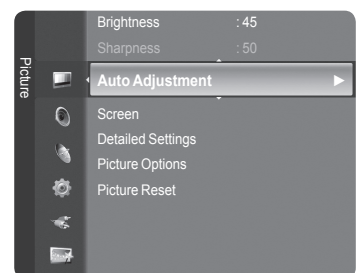 Picture
Brightness : 45
Sharpness : 50
Auto Adjustment
Screen
Detailed Settings
Picture Options
Picture Reset